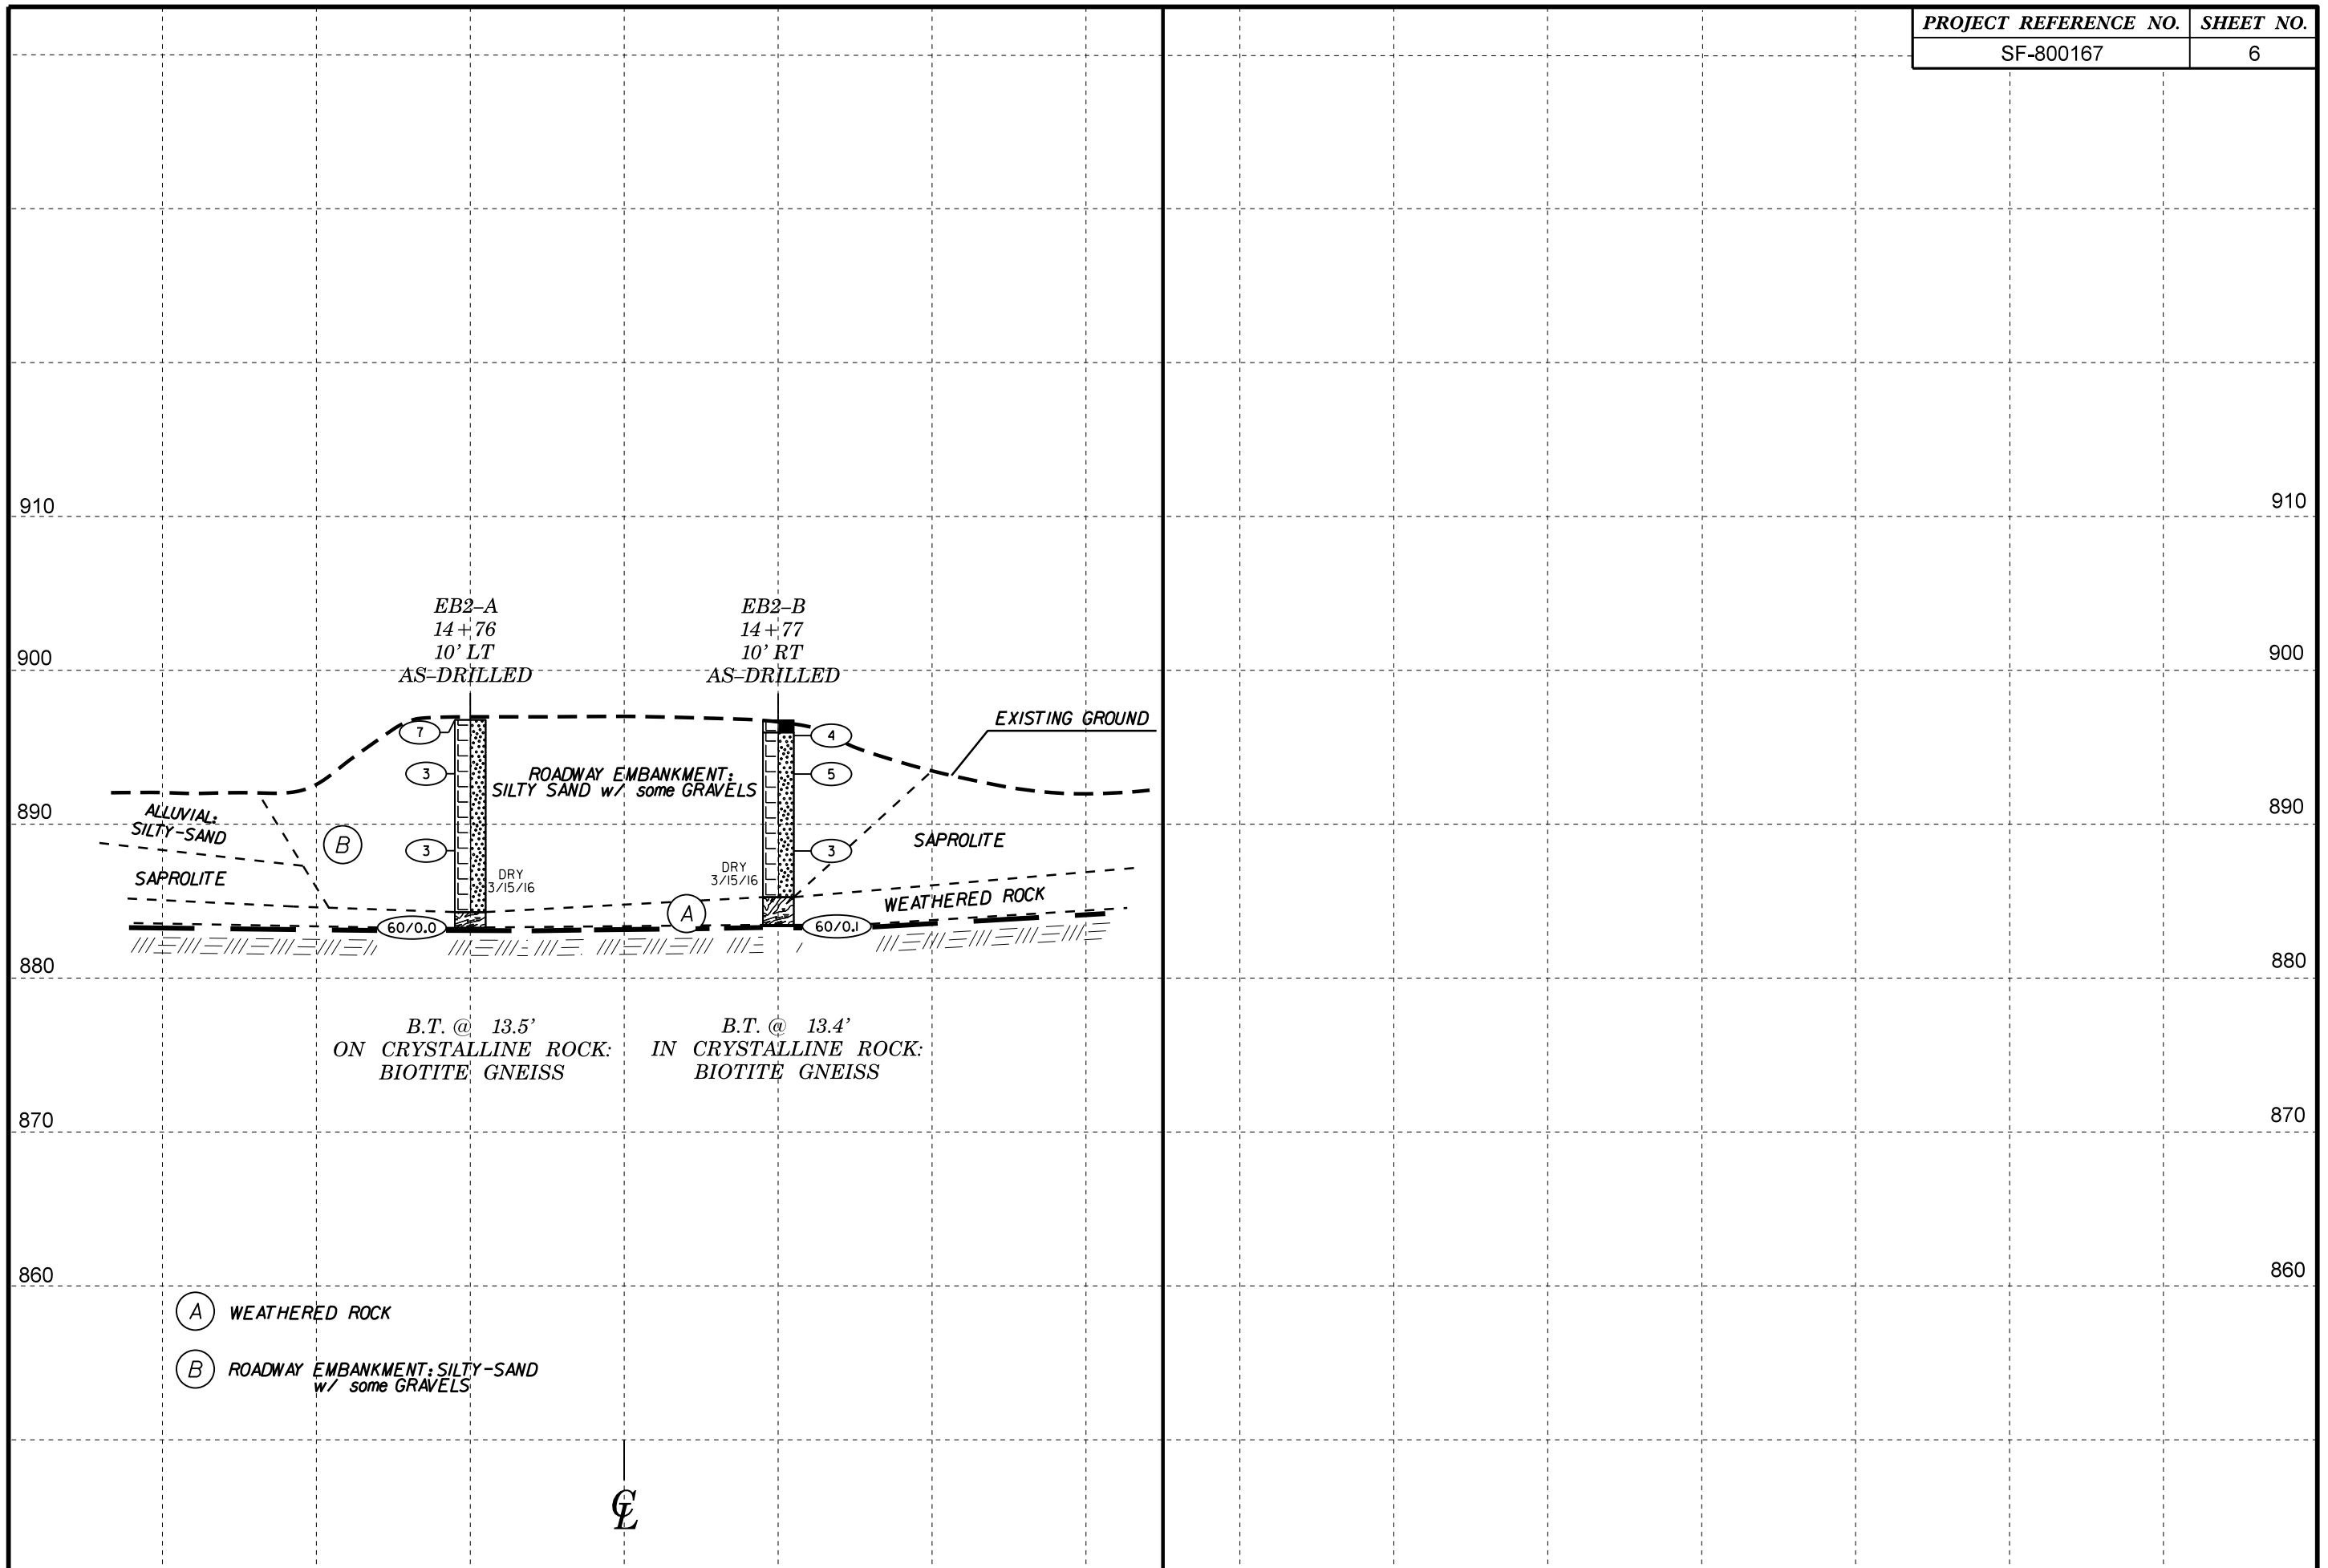 PROJECT REFERENCE NO. SHEET NO.
SF-800167 6
910 910
EB2-A EB2-B
14+76 14+77
10' LT 10' RT
900 900
AS-DRILLED AS-DRILLED
EXISTING GROUND
7 4
3 ROADWAY EMBANKMENT: 5
SILTY SAND w/ some GRAVELS
890 890
ALLUVIAL:
SILTY-SAND
B 3 3 SAPROLITE
SAPROLITE DRY DRY
3/15/16 3/15/16
WEATHERED ROCK
A
60/0.0 60/0.1
880 880
B.T. @ 13.5' B.T. @ 13.4'
ON CRYSTALLINE ROCK: IN CRYSTALLINE ROCK:
BIOTITE GNEISS BIOTITE GNEISS
870 870
860 860
A WEATHERED ROCK
B ROADWAY EMBANKMENT: SILTY-SAND
w/ some GRAVELS
℄